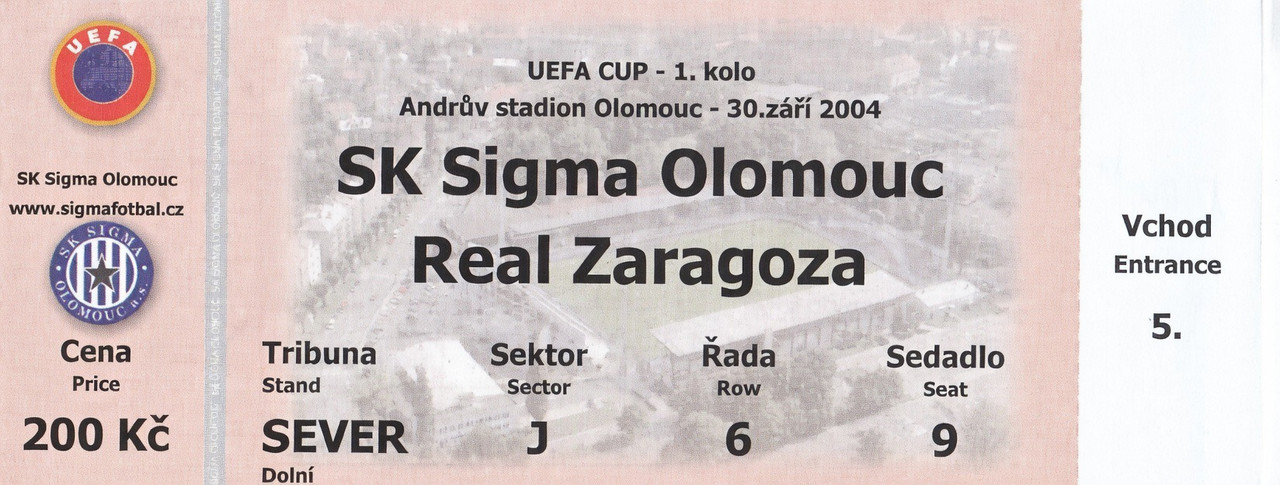 UEFA
SK Sigma Olomouc
www.sigmafotbal.cz
SK SIGMA
OLOMOUC a.s.
Cena
Price
200 Kč
UEFA CUP - 1. kolo
Andrův stadion Olomouc - 30.září 2004
SK Sigma Olomouc
Real Zaragoza
Tribuna
Stand
SEVER
Dolní
Sektor
Sector
J
Řada
Row
6
Sedadlo
Seat
9
Vchod
Entrance
5.